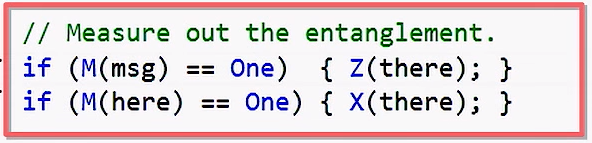 // Measure out the entanglement.
if (M(msg) == One)  { Z(there); }
if (M(here) == One) { X(there); }